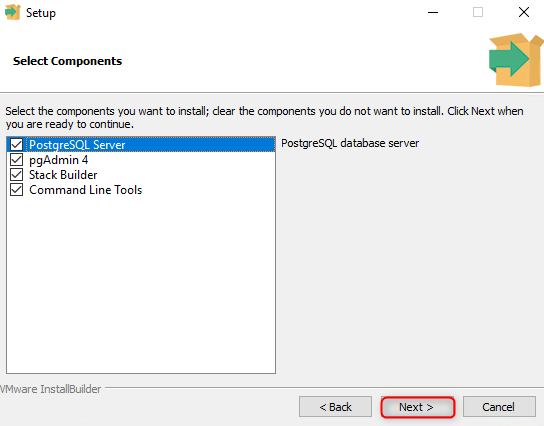 Setup
Select Components
Select the components you want to install; clear the components you do not want to install. Click Next when
you are ready to continue.
PostgreSQL Server
PostgreSQL database server
pgAdmin 4
Stack Builder
Command Line Tools
VMware InstallBuilder
< Back
Next >
Cancel